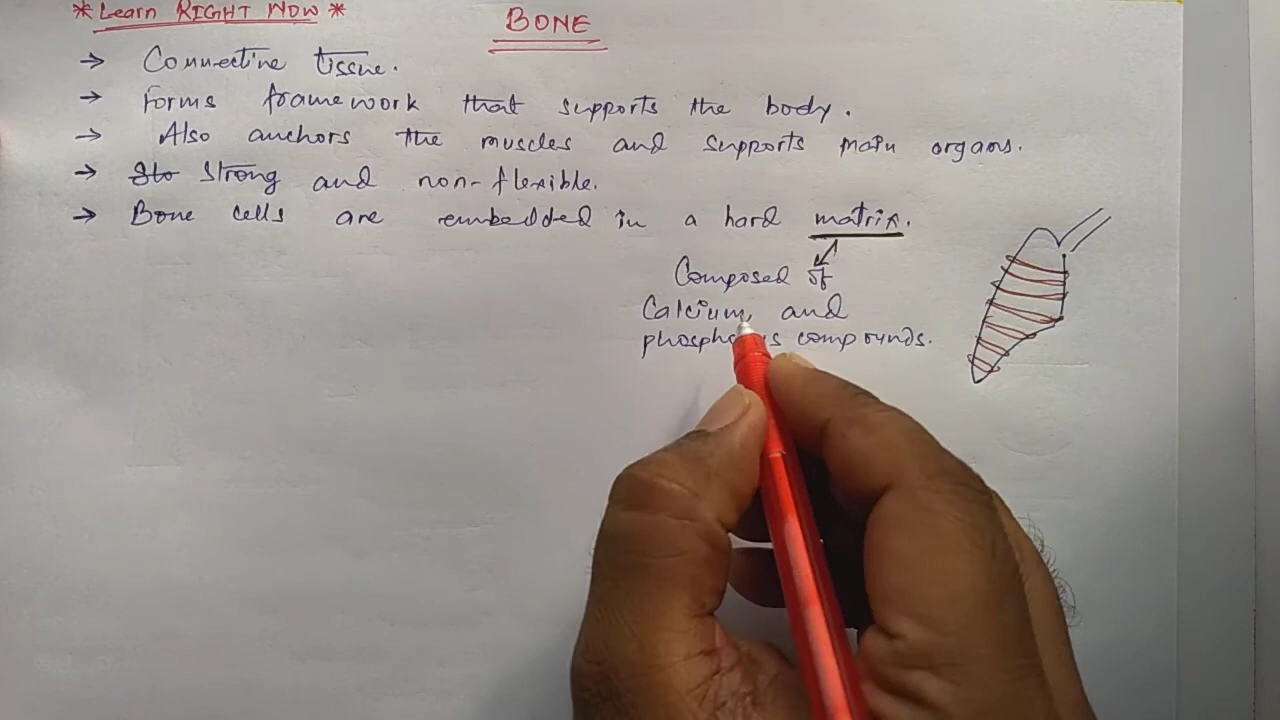 *Learn RIGHT NOW*
BONE
→ Connective tissue.
→ Forms framework that supports the body.
→ Also anchors the muscles and supports main organs.
→ Sto Strong and non-flexible.
→ Bone cells are embedded in a hard matrix.
Composed of
Calcium, and
compounds.